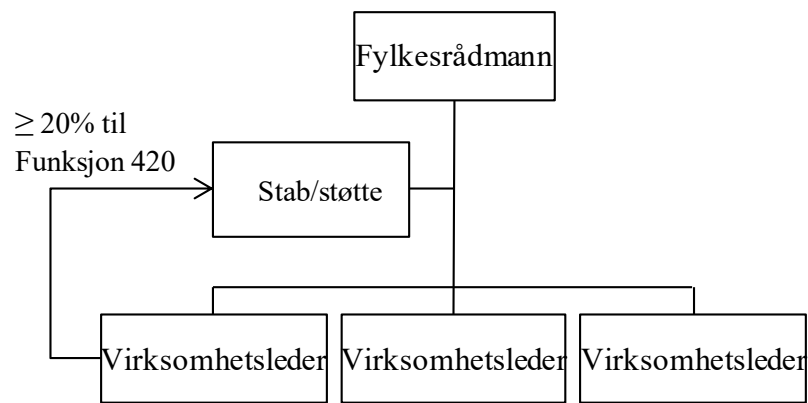 Fylkesrådmann
≥ 20% til
Funksjon 420
Stab/støtte
Virksomhetsleder
Virksomhetsleder
Virksomhetsleder